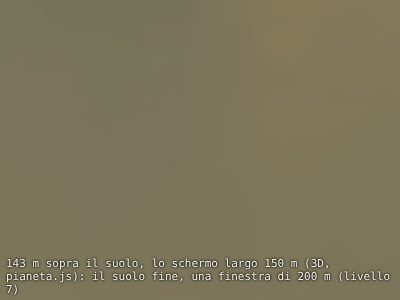 143 m sopra il suolo, lo schermo largo 150 m (3D,
pianeta.js): il suolo fine, una finestra di 200 m (livello
7)